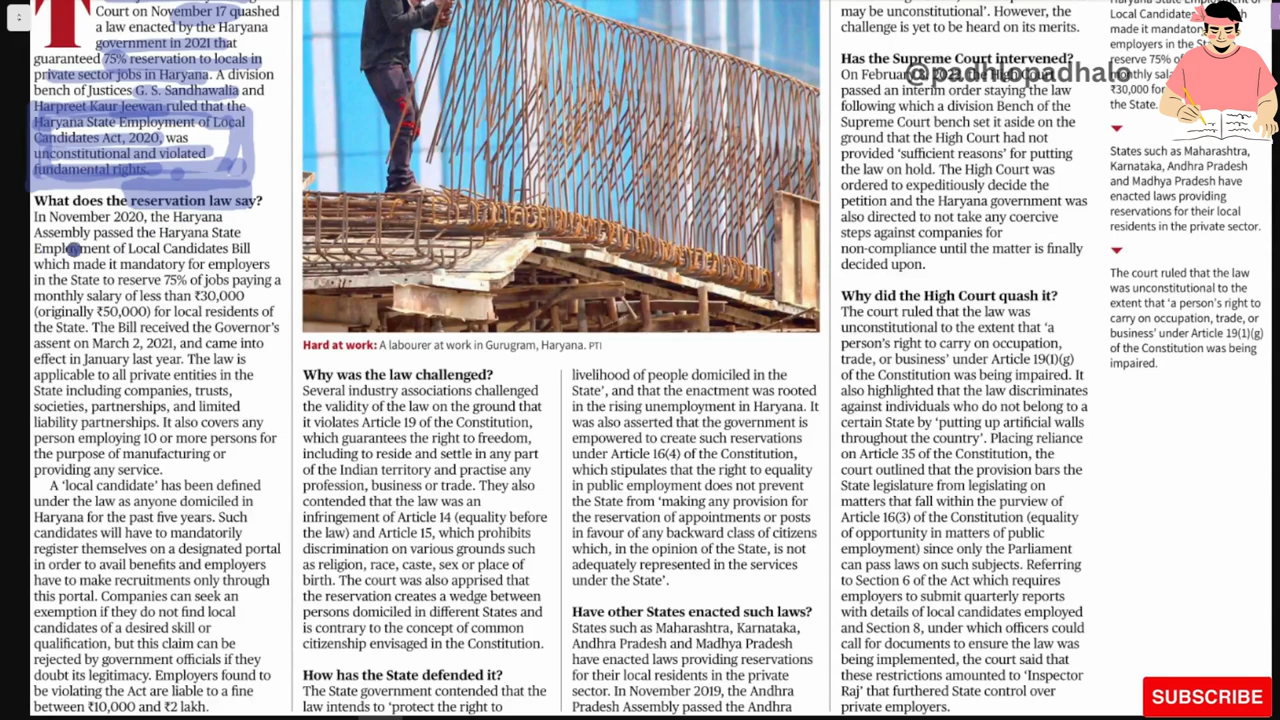 Court on November 17 quashed
a law enacted by the Haryana
government in 2021 that
guaranteed 75% reservation to locals in
private sector jobs in Haryana. A division
bench of Justices G. S. Sandhawalia and
Harpreet Kaur Jeewan ruled that the
Haryana State Employment of Local
Candidates Act, 2020, was
unconstitutional and violated
fundamental rights.
What does the reservation law say?
In November 2020, the Haryana
Assembly passed the Haryana State
Employment of Local Candidates Bill
which made it mandatory for employers
in the State to reserve 75% of jobs paying a
monthly salary of less than ₹30,000
(originally ₹50,000) for local residents of
the State. The Bill received the Governor's
assent on March 2, 2021, and came into
effect in January last year. The law is
applicable to all private entities in the
State including companies, trusts,
societies, partnerships, and limited
liability partnerships. It also covers any
person employing 10 or more persons for
the purpose of manufacturing or
providing any service.
A 'local candidate' has been defined
under the law as anyone domiciled in
Haryana for the past five years. Such
candidates will have to mandatorily
register themselves on a designated portal
in order to avail benefits and employers
have to make recruitments only through
this portal. Companies can seek an
exemption if they do not find local
candidates of a desired skill or
qualification, but this claim can be
rejected by government officials if they
doubt its legitimacy. Employers found to
be violating the Act are liable to a fine
between ₹10,000 and ₹2 lakh.
Hard at work: A labourer at work in Gurugram, Haryana. PTI
Why was the law challenged?
Several industry associations challenged
the validity of the law on the ground that
it violates Article 19 of the Constitution,
which guarantees the right to freedom,
including to reside and settle in any part
of the Indian territory and practise any
profession, business or trade. They also
contended that the law was an
infringement of Article 14 (equality before
the law) and Article 15, which prohibits
discrimination on various grounds such
as religion, race, caste, sex or place of
birth. The court was also apprised that
the reservation creates a wedge between
persons domiciled in different States and
is contrary to the concept of common
citizenship envisaged in the Constitution.
How has the State defended it?
The State government contended that the
law intends to 'protect the right to
livelihood of people domiciled in the
State', and that the enactment was rooted
in the rising unemployment in Haryana. It
was also asserted that the government is
empowered to create such reservations
under Article 16(4) of the Constitution,
which stipulates that the right to equality
in public employment does not prevent
the State from 'making any provision for
the reservation of appointments or posts
in favour of any backward class of citizens
which, in the opinion of the State, is not
adequately represented in the services
under the State'.
Have other States enacted such laws?
States such as Maharashtra, Karnataka,
Andhra Pradesh and Madhya Pradesh
have enacted laws providing reservations
for their local residents in the private
sector. In November 2019, the Andhra
Pradesh Assembly passed the Andhra
may be unconstitutional'. However, the
challenge is yet to be heard on its merits.
Has the Supreme Court intervened?
On February the High Court
passed an interim order staying the law
following which a division Bench of the
Supreme Court bench set it aside on the
ground that the High Court had not
provided 'sufficient reasons' for putting
the law on hold. The High Court was
ordered to expeditiously decide the
petition and the Haryana government was
also directed to not take any coercive
steps against companies for
non-compliance until the matter is finally
decided upon.
Why did the High Court quash it?
The court ruled that the law was
unconstitutional to the extent that 'a
person's right to carry on occupation,
trade, or business' under Article 19(1)(g)
of the Constitution was being impaired. It
also highlighted that the law discriminates
against individuals who do not belong to a
certain State by 'putting up artificial walls
throughout the country'. Placing reliance
on Article 35 of the Constitution, the
court outlined that the provision bars the
State legislature from legislating on
matters that fall within the purview of
Article 16(3) of the Constitution (equality
of opportunity in matters of public
employment) since only the Parliament
can pass laws on such subjects. Referring
to Section 6 of the Act which requires
employers to submit quarterly reports
with details of local candidates employed
and Section 8, under which officers could
call for documents to ensure the law was
being implemented, the court said that
these restrictions amounted to 'Inspector
Raj' that furthered State control over
private employers.
@padhlopadhalo
Local Candidates
made it mandatory
employers in the
reserve 75%
monthly
₹30,000
the State.
States such as Maharashtra,
Karnataka, Andhra Pradesh
and Madhya Pradesh have
enacted laws providing
reservations for their local
residents in the private sector.
The court ruled that the law
was unconstitutional to the
extent that 'a person's right to
carry on occupation, trade, or
business' under Article 19(1)(g)
of the Constitution was being
impaired.
SUBSCRIBE